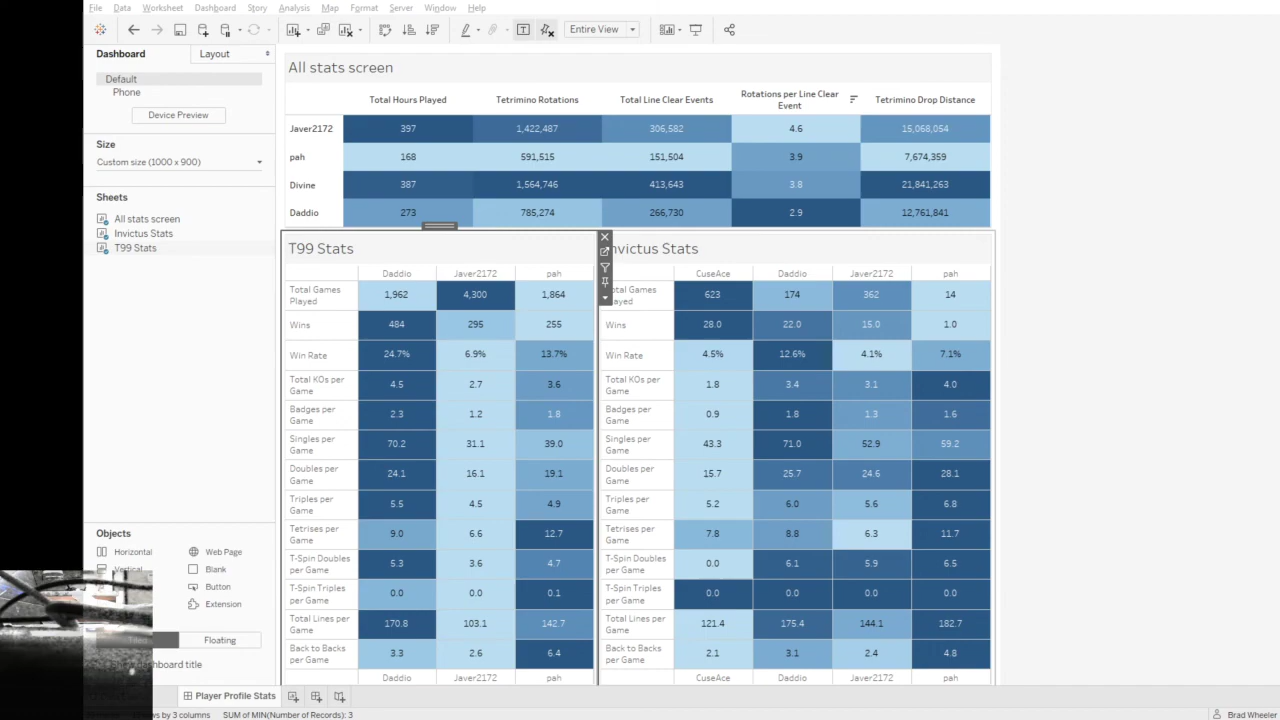 File Data Worksheet Dashboard Story Analysis Map Format Server Window Help
Entire View
Dashboard Layout
Default
Phone
Device Preview
Size
Custom size (1000 x 900)
Sheets
All stats screen
Invictus Stats
T99 Stats
Objects
Horizontal Web Page
Vertical Blank
Button
Extension
Floating
dashboard title
All stats screen
Total Hours Played Tetrimino Rotations Total Line Clear Events Rotations per Line Clear Event Tetrimino Drop Distance
Javer2172 397 1,422,487 306,582 4.6 15,068,054
pah 168 591,515 151,504 3.9 7,674,359
Divine 387 1,564,746 413,643 3.8 21,841,263
Daddio 273 785,274 266,730 2.9 12,761,841
T99 Stats
Daddio Javer2172 pah
Total Games Played 1,962 4,300 1,864
Wins 484 295 255
Win Rate 24.7% 6.9% 13.7%
Total KOs per Game 4.5 2.7 3.6
Badges per Game 2.3 1.2 1.8
Singles per Game 70.2 31.1 39.0
Doubles per Game 24.1 16.1 19.1
Triples per Game 5.5 4.5 4.9
Tetrises per Game 9.0 6.6 12.7
T-Spin Doubles per Game 5.3 3.6 4.7
T-Spin Triples per Game 0.0 0.0 0.1
Total Lines per Game 170.8 103.1 142.7
Back to Backs per Game 3.3 2.6 6.4
Daddio Javer2172 pah
nvictus Stats
CuseAce Daddio Javer2172 pah
otal Games Played 623 174 362 14
Wins 28.0 22.0 15.0 1.0
Win Rate 4.5% 12.6% 4.1% 7.1%
Total KOs per Game 1.8 3.4 3.1 4.0
Badges per Game 0.9 1.8 1.3 1.6
Singles per Game 43.3 71.0 52.9 59.2
Doubles per Game 15.7 25.7 24.6 28.1
Triples per Game 5.2 6.0 5.6 6.8
Tetrises per Game 7.8 8.8 6.3 11.7
T-Spin Doubles per Game 0.0 6.1 5.9 6.5
T-Spin Triples per Game 0.0 0.0 0.0 0.0
Total Lines per Game 121.4 175.4 144.1 182.7
Back to Backs per Game 2.1 3.1 2.4 4.8
CuseAce Daddio Javer2172 pah
Player Profile Stats
by 3 columns SUM of MIN(Number of Records): 3
Brad Wheeler